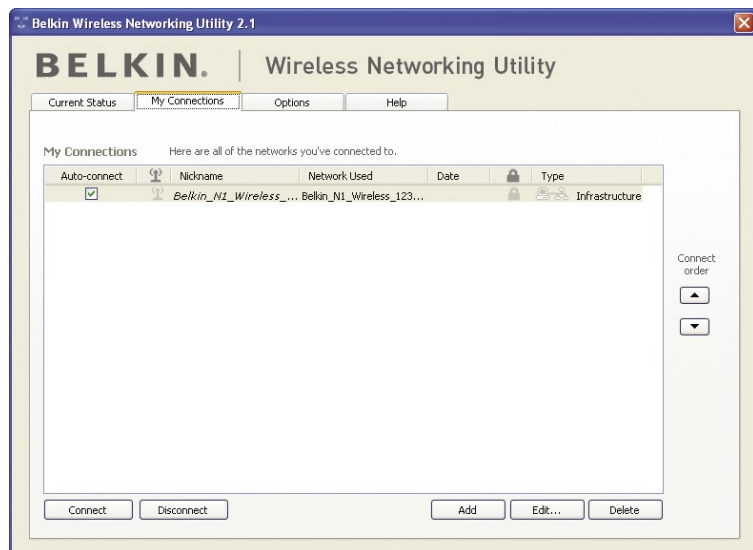 Belkin Wireless Networking Utility 2.1
BELKIN. | Wireless Networking Utility
Current Status My Connections Options Help
My Connections Here are all of the networks you've connected to.
Auto-connect Nickname Network Used Date Type
Belkin_N1_Wireless_... Belkin_N1_Wireless_123... Infrastructure
Connect
order
Connect Disconnect Add Edit... Delete